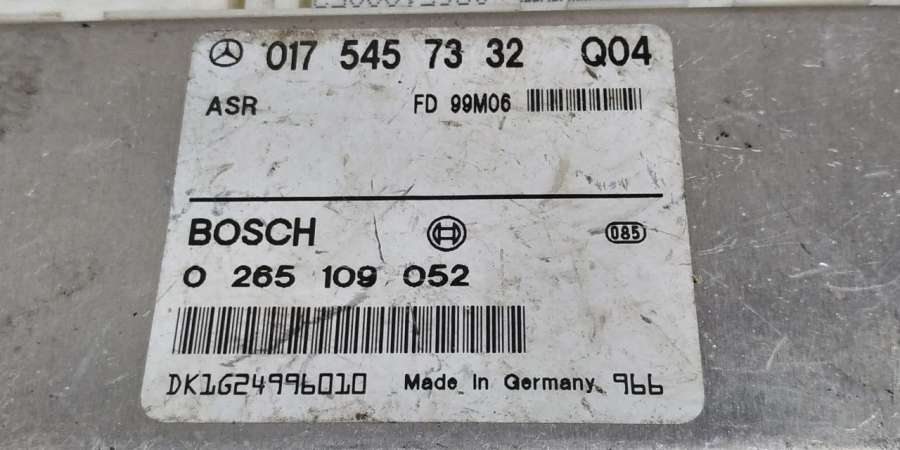 017 545 73 32 Q04
ASR FD 99M06
BOSCH 085
0 265 109 052
DK1G24996010 Made in Germany 966